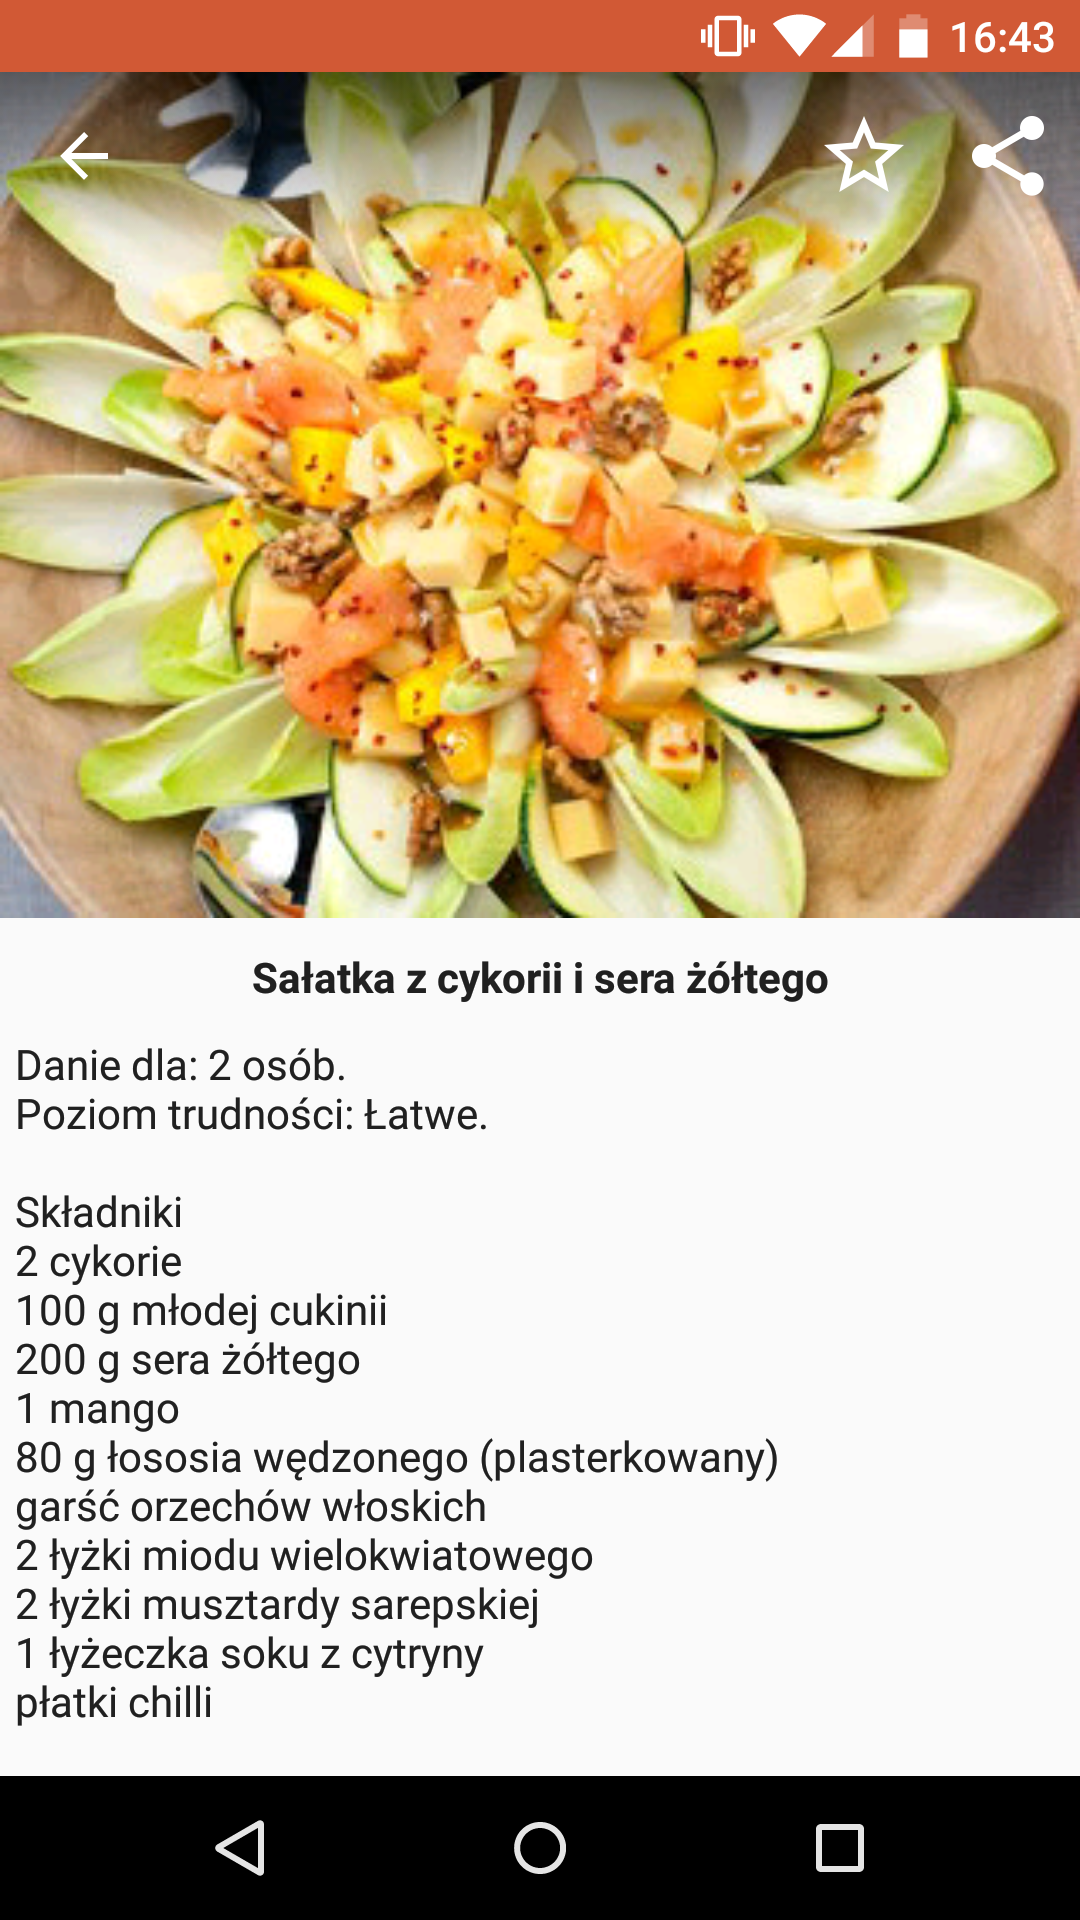 16:43
Sałatka z cykorii i sera żółtego
Danie dla: 2 osób.
Poziom trudności: Łatwe.
Składniki
2 cykorie
100 g młodej cukinii
200 g sera żółtego
1 mango
80 g łososia wędzonego (plasterkowany)
garść orzechów włoskich
2 łyżki miodu wielokwiatowego
2 łyżki musztardy sarepskiej
1 łyżeczka soku z cytryny
płatki chilli